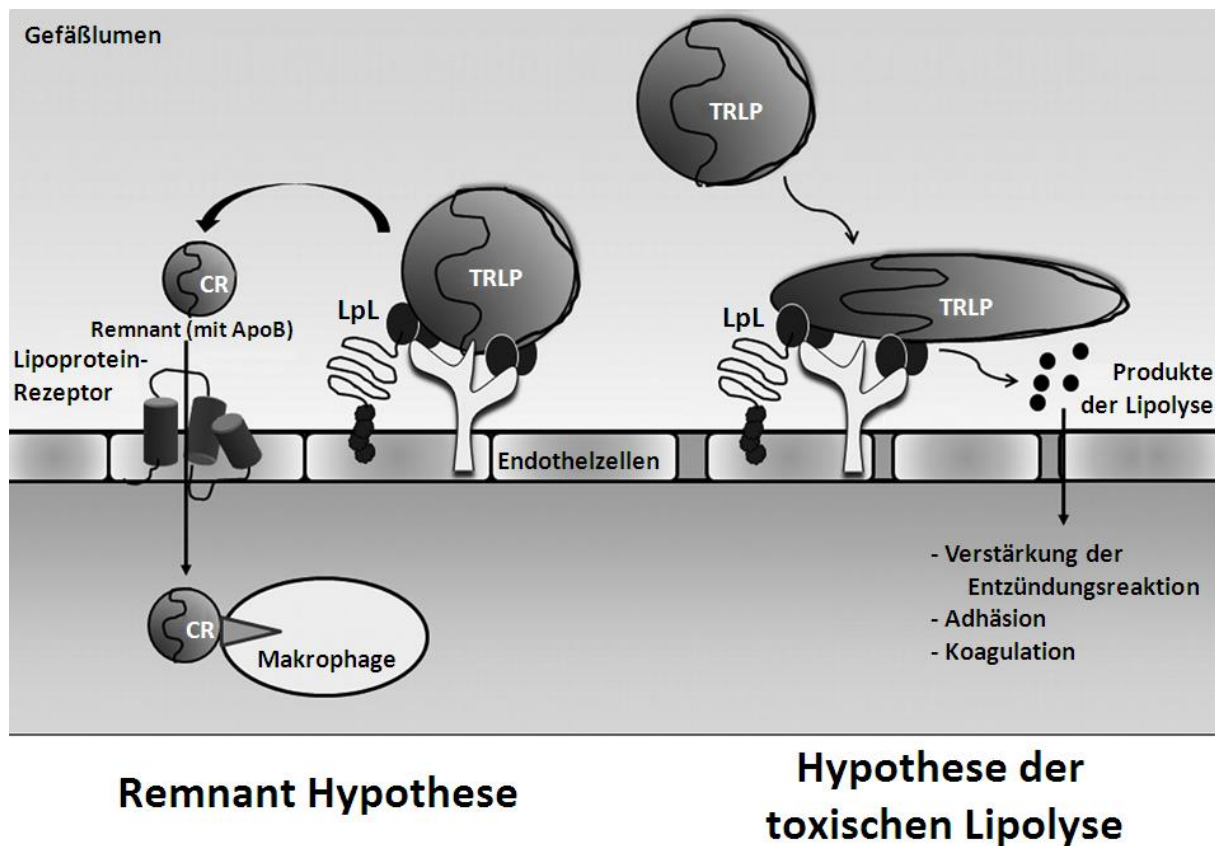 Gefäßlumen
TRLP
CR
TRLP
TRLP
LpL
LpL
Remnant (mit ApoB)
Lipoprotein-
Rezeptor
Produkte
der Lipolyse
Endothelzellen
CR
Makrophage
- Verstärkung der
Entzündungsreaktion
- Adhäsion
- Koagulation
Remnant Hypothese
Hypothese der
toxischen Lipolyse